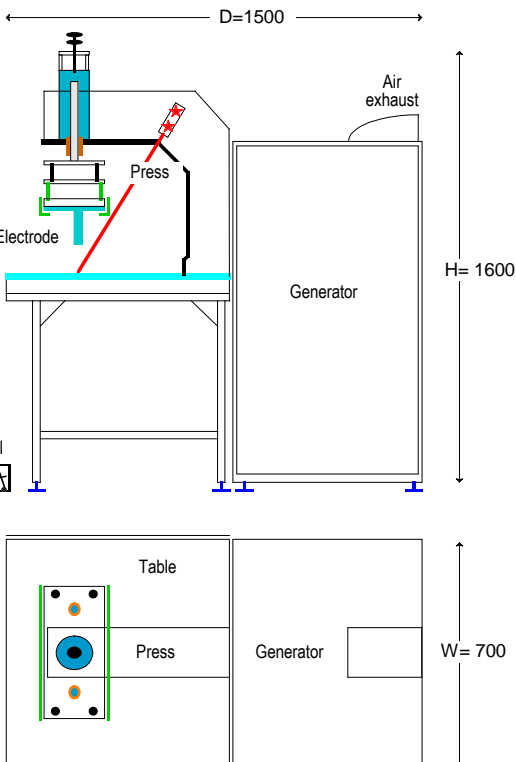 D=1500
Air
exhaust
Press
Electrode
H= 1600
Generator
Table
Press
Generator
W= 700